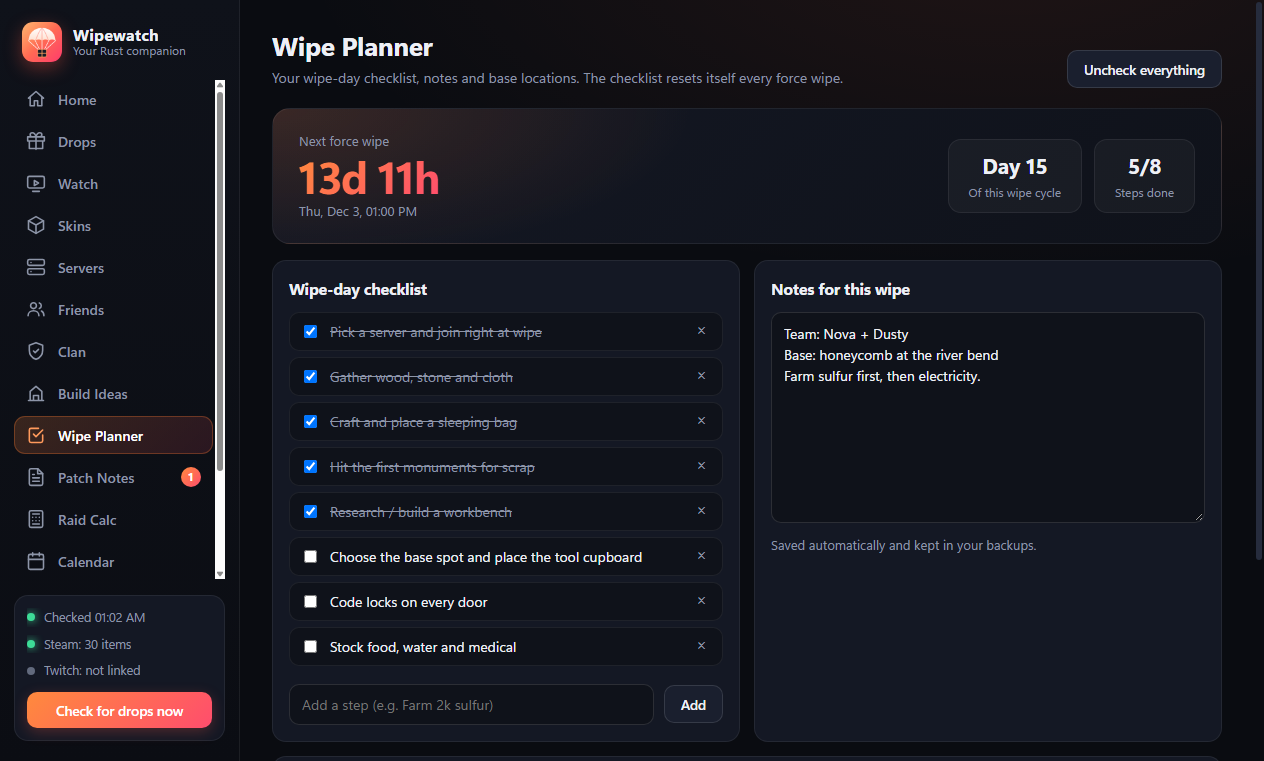 Wipewatch
Your Rust companion
Home
Drops
Watch
Skins
Servers
Friends
Clan
Build Ideas
Wipe Planner
Patch Notes 1
Raid Calc
Calendar
Checked 01:02 AM
Steam: 30 items
Twitch: not linked
Check for drops now
Wipe Planner
Your wipe-day checklist, notes and base locations. The checklist resets itself every force wipe.
Uncheck everything
Next force wipe
13d 11h
Thu, Dec 3, 01:00 PM
Day 15
Of this wipe cycle
5/8
Steps done
Wipe-day checklist
Pick a server and join right at wipe ×
Gather wood, stone and cloth ×
Craft and place a sleeping bag ×
Hit the first monuments for scrap ×
Research / build a workbench ×
Choose the base spot and place the tool cupboard ×
Code locks on every door ×
Stock food, water and medical ×
Add a step (e.g. Farm 2k sulfur)
Add
Notes for this wipe
Team: Nova + Dusty
Base: honeycomb at the river bend
Farm sulfur first, then electricity.
Saved automatically and kept in your backups.